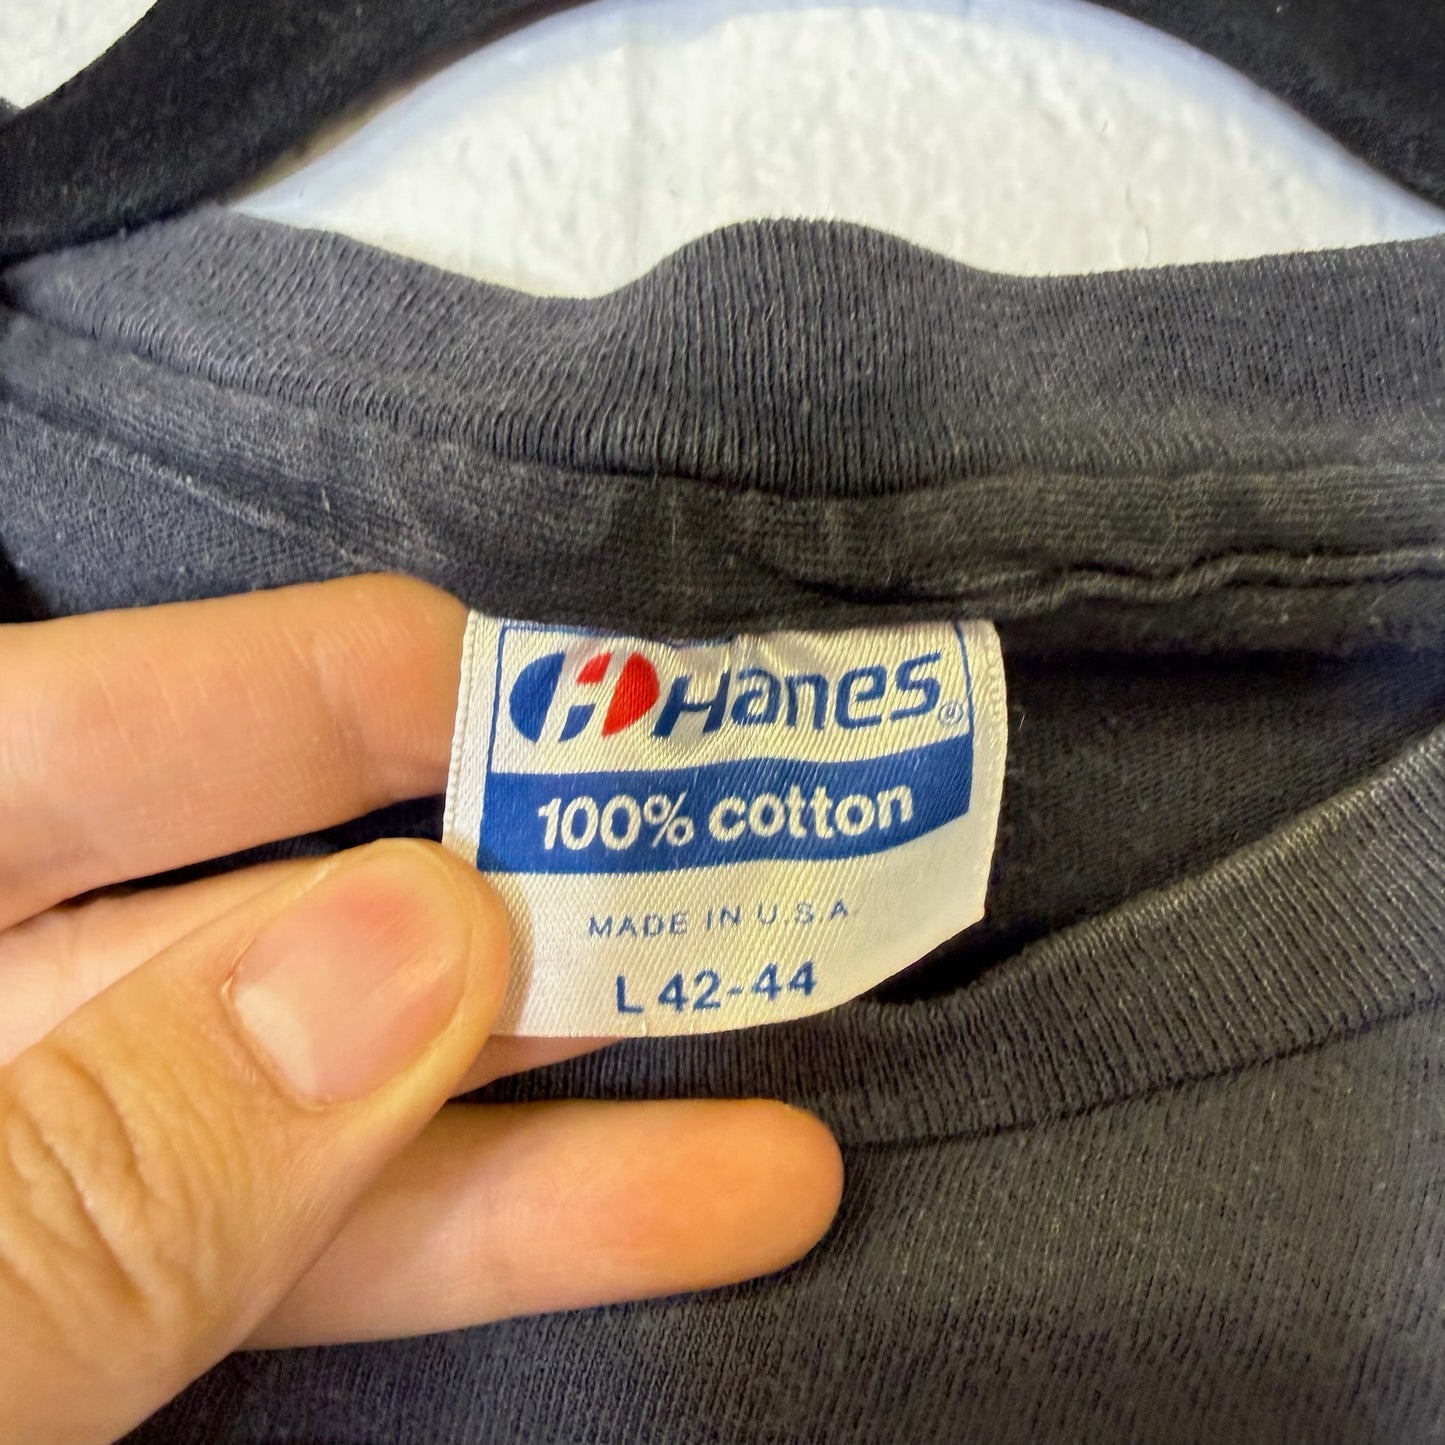 Hanes®
100% cotton
MADE IN U.S.A.
L 42-44